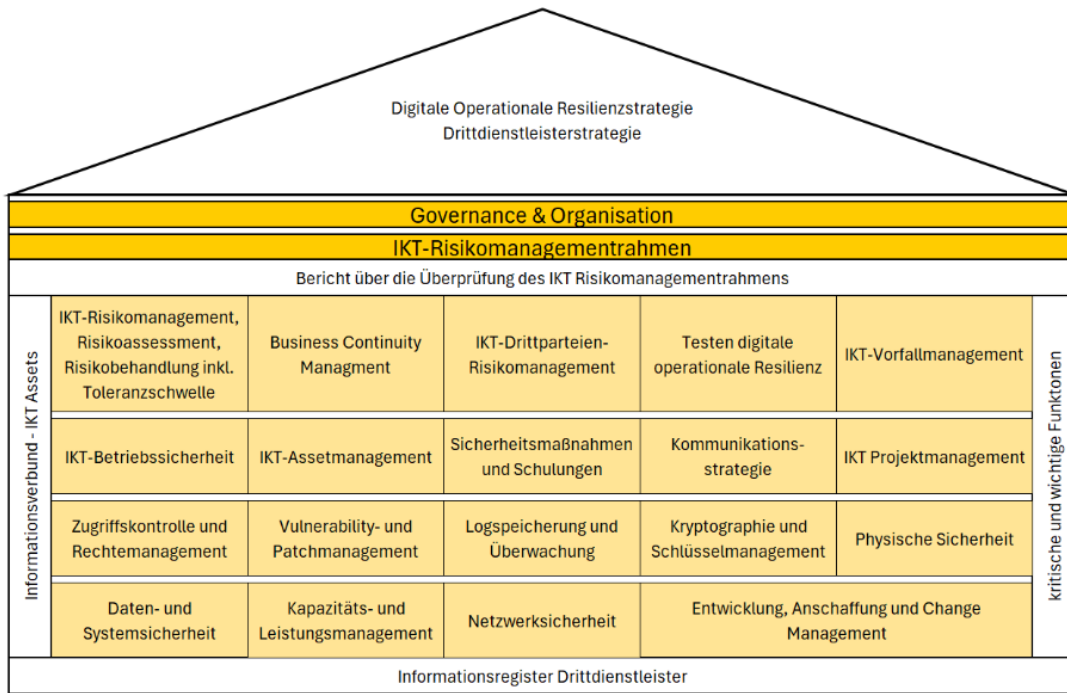 Digitale Operationale Resilienzstrategie
Drittdienstleisterstrategie
Governance & Organisation
IKT-Risikomanagementrahmen
Bericht über die Überprüfung des IKT Risikomanagementrahmens
Informationsverbund - IKT Assets
IKT-Risikomanagement,
Risikoassessment,
Risikobehandlung inkl.
Toleranzschwelle
Business Continuity
Managment
IKT-Drittparteien-
Risikomanagement
Testen digitale
operationale Resilienz
IKT-Vorfallmanagement
IKT-Betriebssicherheit
IKT-Assetmanagement
Sicherheitsmaßnahmen
und Schulungen
Kommunikations-
strategie
IKT Projektmanagement
Zugriffskontrolle und
Rechtemanagement
Vulnerability- und
Patchmanagement
Logspeicherung und
Überwachung
Kryptographie und
Schlüsselmanagement
Physische Sicherheit
Daten- und
Systemsicherheit
Kapazitäts- und
Leistungsmanagement
Netzwerksicherheit
Entwicklung, Anschaffung und Change
Management
kritische und wichtige Funktonen
Informationsregister Drittdienstleister